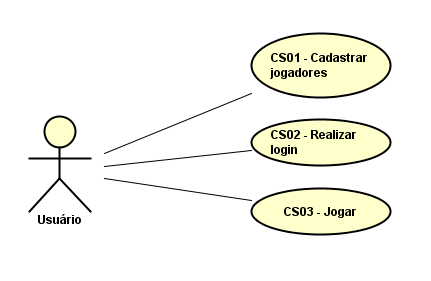 CS01 - Cadastrar
jogadores
CS02 - Realizar
login
CS03 - Jogar
Usuário